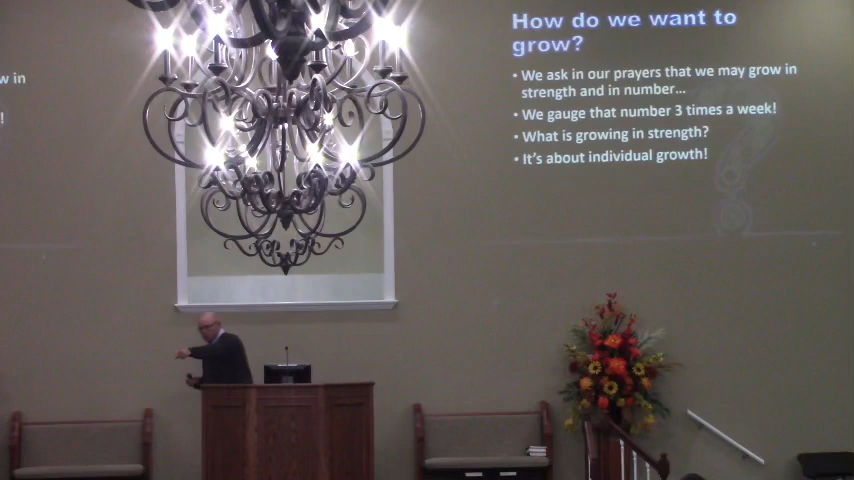 How do we want to
grow?
• We ask in our prayers that we may grow in
strength and in number...
• We gauge that number 3 times a week!
• What is growing in strength?
• It's about individual growth!
w in
!